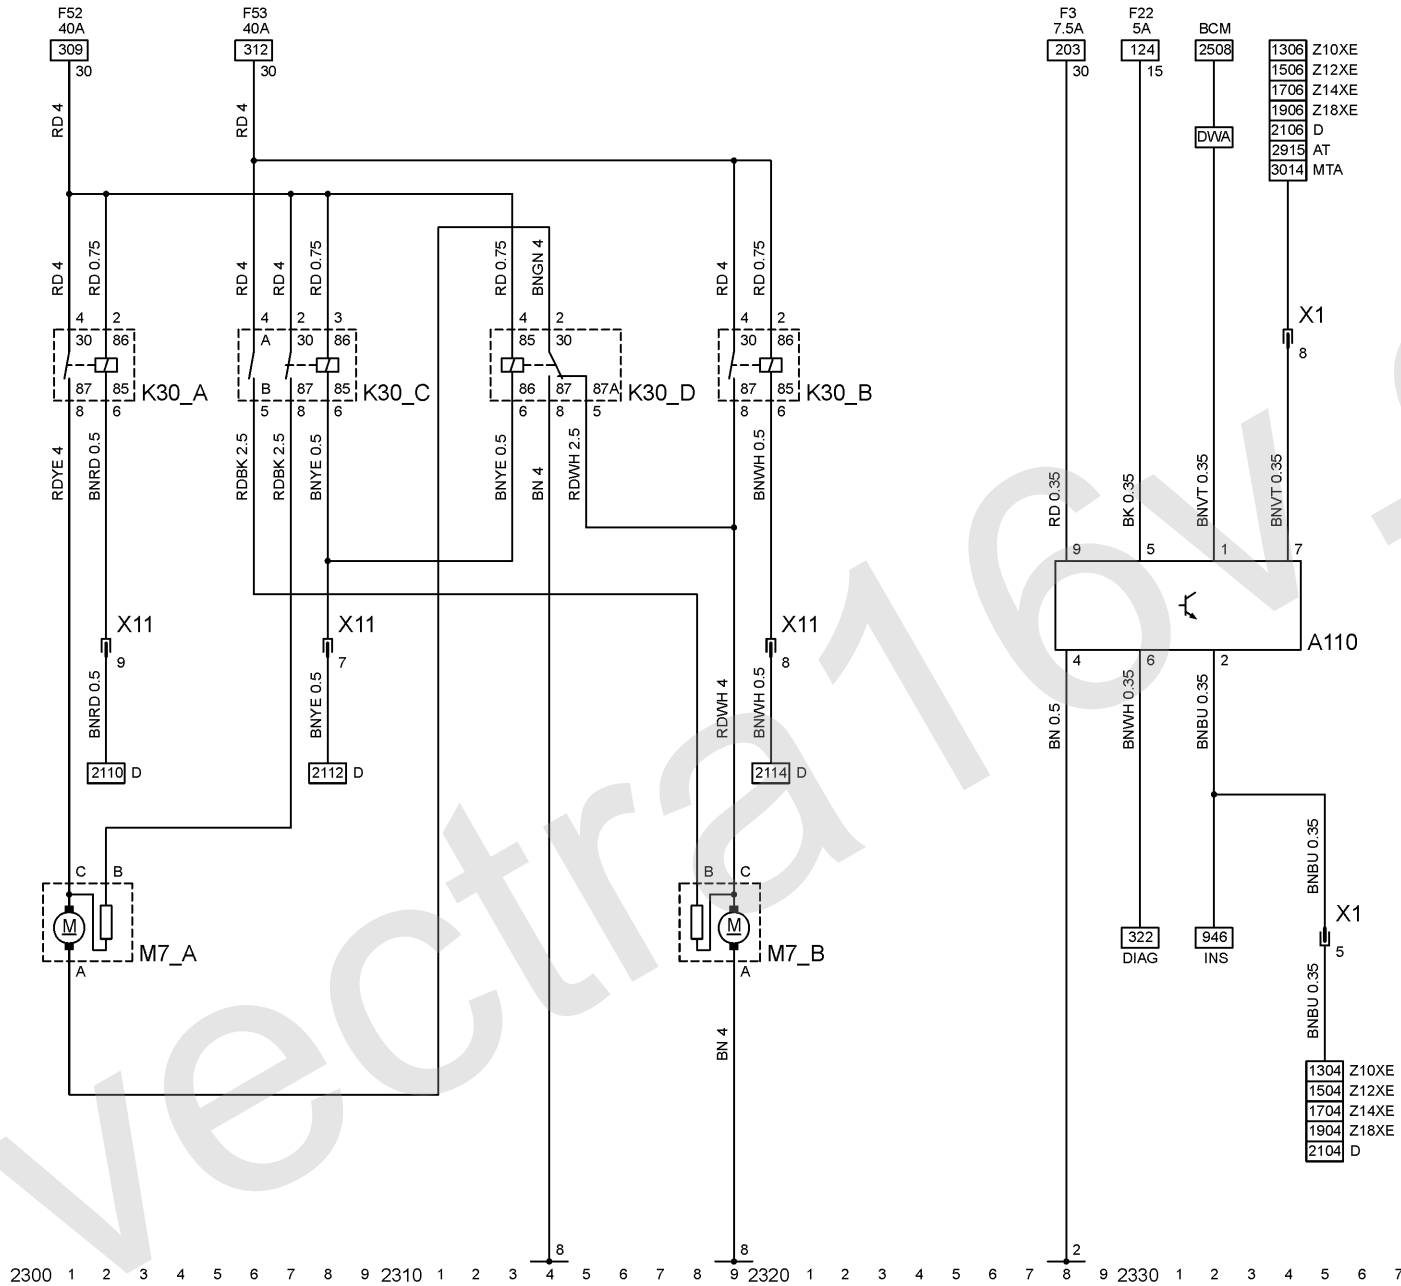 F52
40A
309
30
F53
40A
312
30
F3
7.5A
203
30
F22
5A
124
15
BCM
2508
DWA
1306 Z10XE
1506 Z12XE
1706 Z14XE
1906 Z18XE
2106 D
2915 AT
3014 MTA
RD 4
RD 4
RD 4
RD 0.75
RD 4
RD 4
RD 0.75
RD 0.75
BNGN 4
RD 4
RD 0.75
X1
8
4 2
30 86
87 85
8 6
K30_A
4 2 3
A 30 86
B 87 85
5 8 6
K30_C
4 2
85 30
86 87 87A
6 8 5
K30_D
4 2
30 86
87 85
8 6
K30_B
RDYE 4
BNRD 0.5
RDBK 2.5
RDBK 2.5
BNYE 0.5
BNYE 0.5
BN 4
RDWH 2.5
BNWH 0.5
RD 0.35
BK 0.35
BNVT 0.35
BNVT 0.35
9 5 1 7
A110
4 6 2
X11
9
X11
7
X11
8
BNRD 0.5
BNYE 0.5
RDWH 4
BNWH 0.5
BN 0.5
BNWH 0.35
BNBU 0.35
2110 D
2112 D
2114 D
BNBU 0.35
C B
M
M7_A
A
B C
M
M7_B
A
322
DIAG
946
INS
X1
5
BN 4
BNBU 0.35
1304 Z10XE
1504 Z12XE
1704 Z14XE
1904 Z18XE
2104 D
8
8
2
2300 1 2 3 4 5 6 7 8 9 2310 1 2 3 4 5 6 7 8 9 2320 1 2 3 4 5 6 7 8 9 2330 1 2 3 4 5 6 7
vectra16v